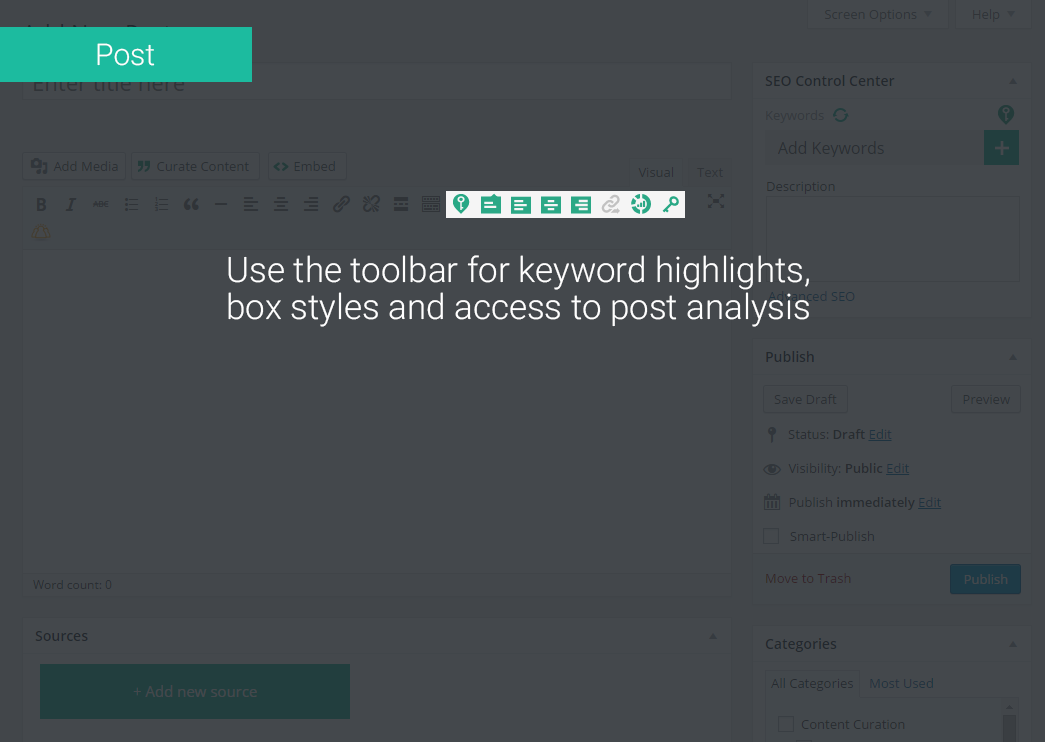 Screen Options
Help
Post
Enter title here
SEO Control Center
Keywords
Add Keywords
Add Media
Curate Content
Embed
Visual
Text
Description
B I ABC
Use the toolbar for keyword highlights,
box styles and access to post analysis
Advanced SEO
Publish
Save Draft
Preview
Status: Draft Edit
Visibility: Public Edit
Publish immediately Edit
Smart-Publish
Word count: 0
Move to Trash
Publish
Sources
Categories
+ Add new source
All Categories
Most Used
Content Curation